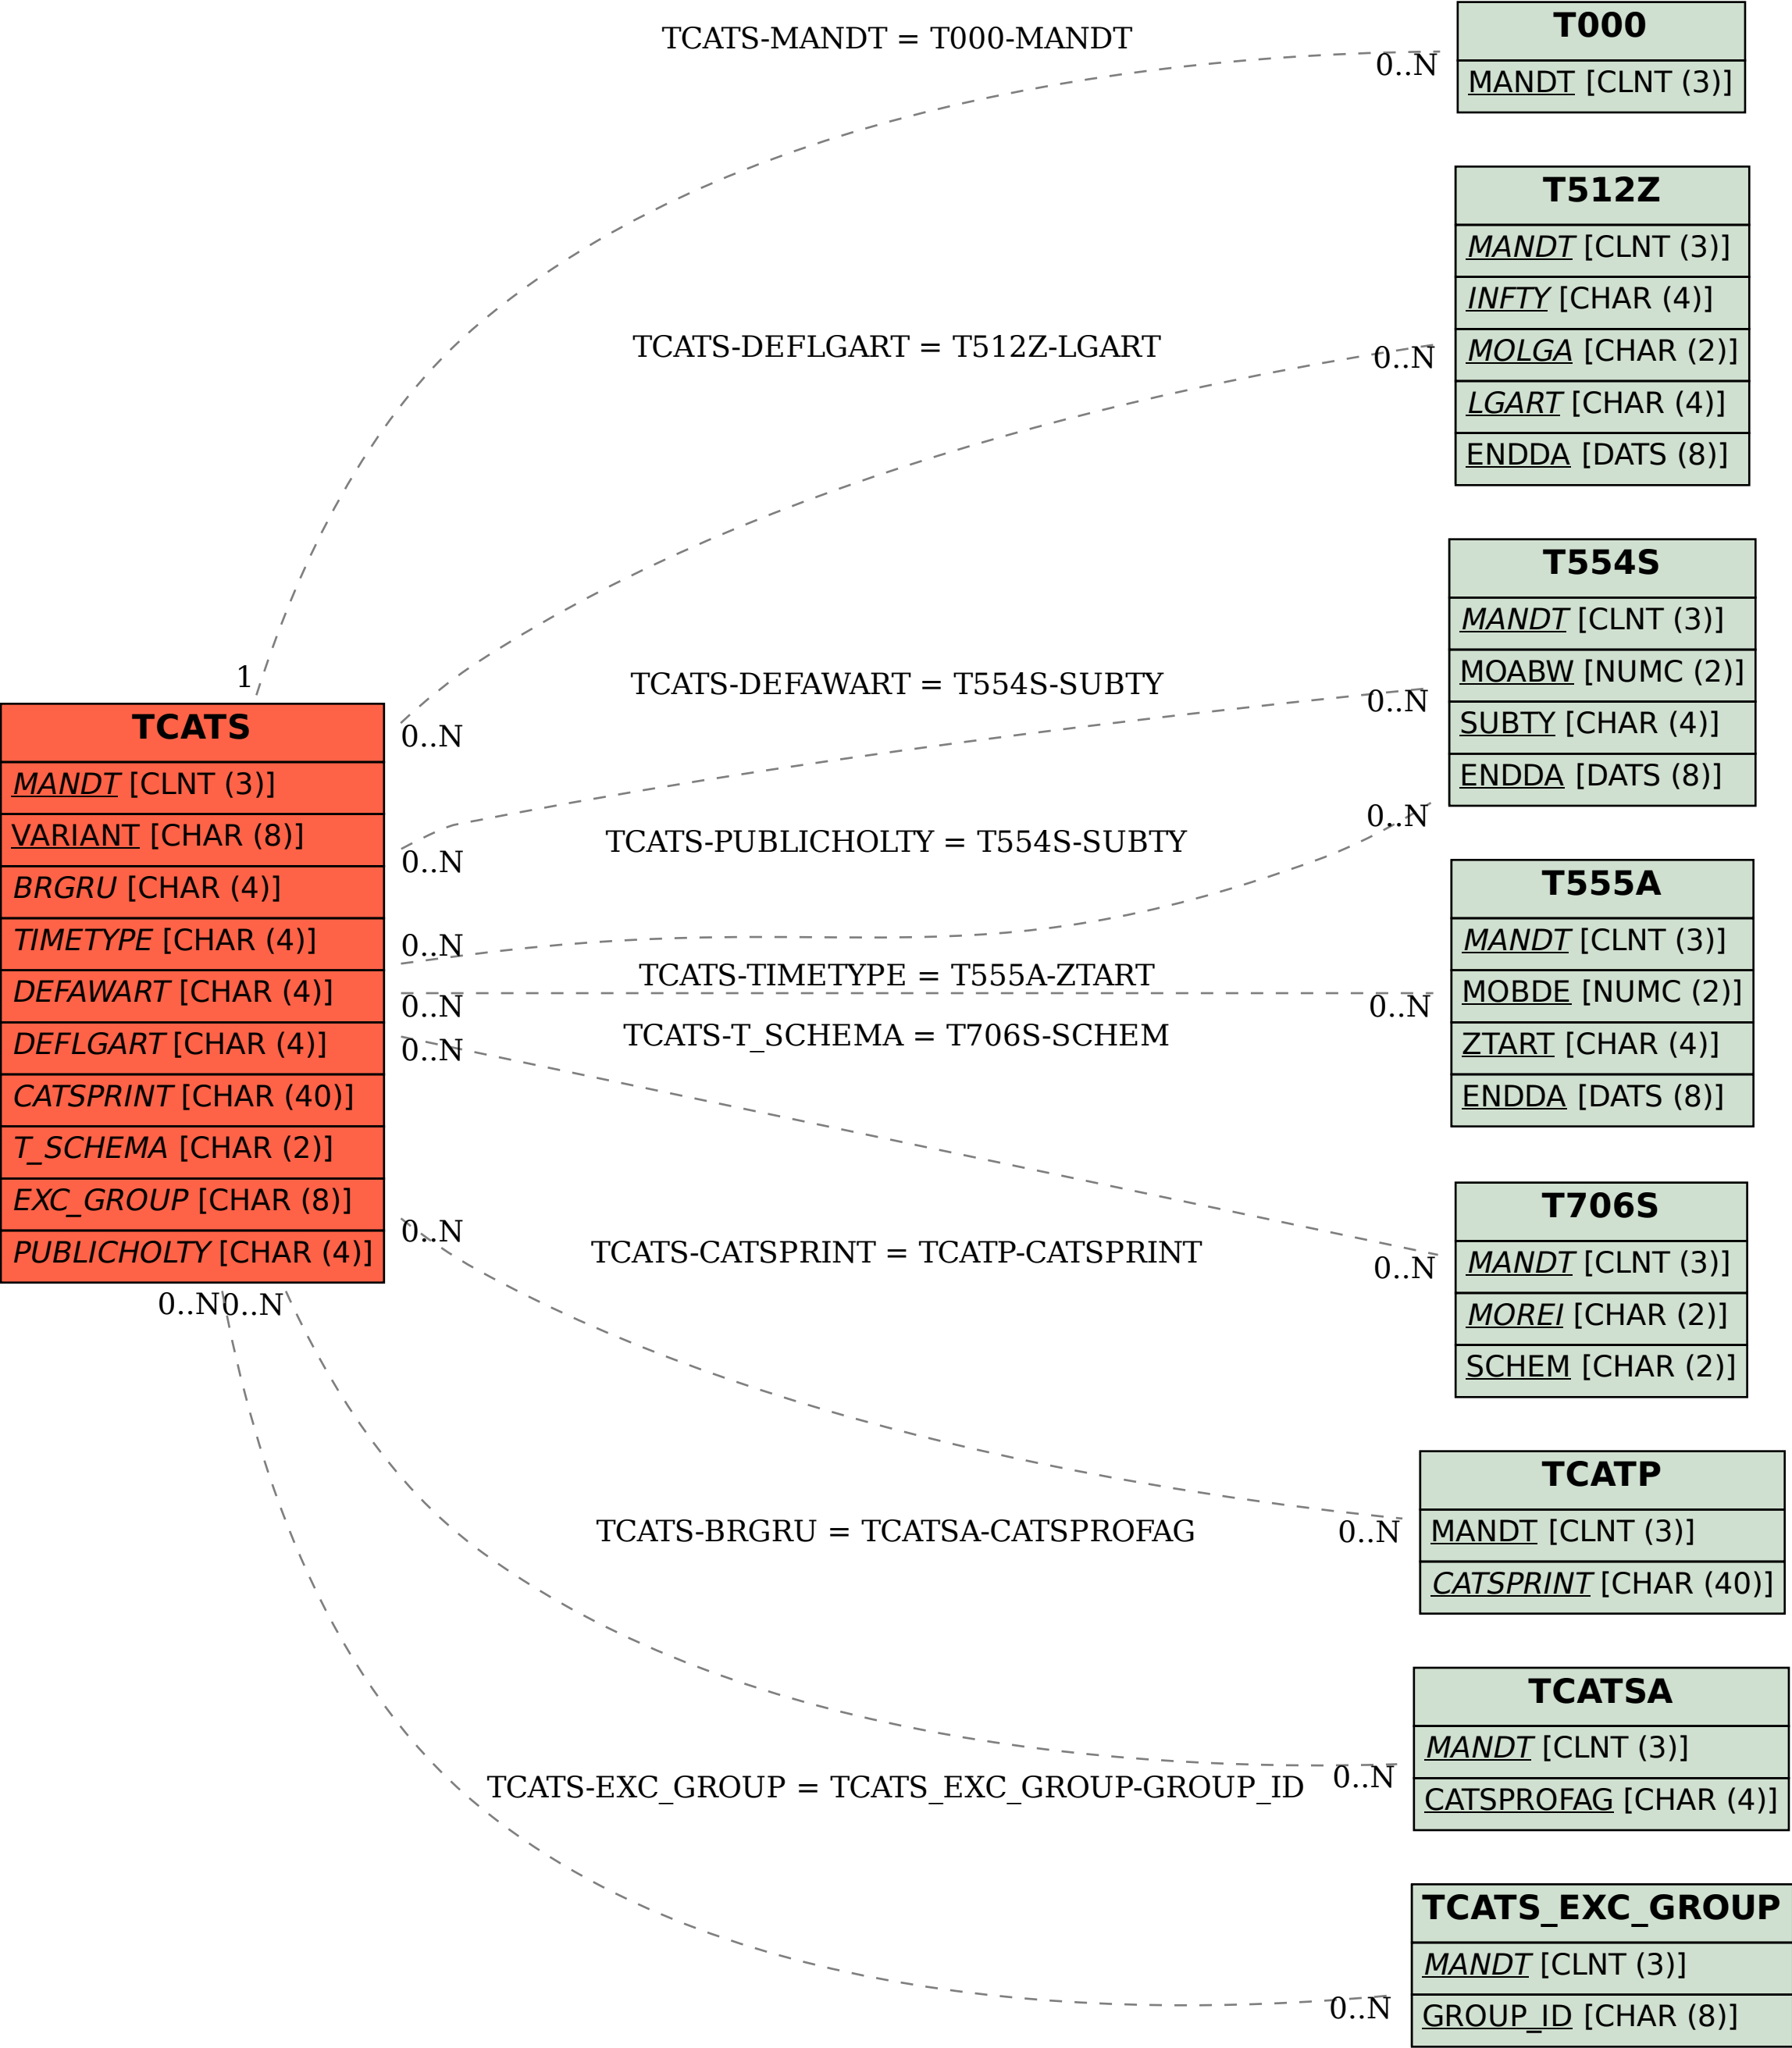 TCATS-MANDT = T000-MANDT
0..N
T000
MANDT [CLNT (3)]
T512Z
MANDT [CLNT (3)]
INFTY [CHAR (4)]
MOLGA [CHAR (2)]
LGART [CHAR (4)]
ENDDA [DATS (8)]
TCATS-DEFLGART = T512Z-LGART
0..N
T554S
MANDT [CLNT (3)]
MOABW [NUMC (2)]
SUBTY [CHAR (4)]
ENDDA [DATS (8)]
1
TCATS-DEFAWART = T554S-SUBTY
0..N
0..N
TCATS
MANDT [CLNT (3)]
VARIANT [CHAR (8)]
BRGRU [CHAR (4)]
TIMETYPE [CHAR (4)]
DEFAWART [CHAR (4)]
DEFLGART [CHAR (4)]
CATSPRINT [CHAR (40)]
T_SCHEMA [CHAR (2)]
EXC_GROUP [CHAR (8)]
PUBLICHOLTY [CHAR (4)]
0..N
TCATS-PUBLICHOLTY = T554S-SUBTY
0..N
0..N
TCATS-TIMETYPE = T555A-ZTART
0..N
0..N
T555A
MANDT [CLNT (3)]
MOBDE [NUMC (2)]
ZTART [CHAR (4)]
ENDDA [DATS (8)]
TCATS-T_SCHEMA = T706S-SCHEM
0..N
0..N
T706S
MANDT [CLNT (3)]
MOREI [CHAR (2)]
SCHEM [CHAR (2)]
0..N
TCATS-CATSPRINT = TCATP-CATSPRINT
0..N
TCATP
MANDT [CLNT (3)]
CATSPRINT [CHAR (40)]
0..N
0..N
TCATS-BRGRU = TCATSA-CATSPROFAG
0..N
TCATSA
MANDT [CLNT (3)]
CATSPROFAG [CHAR (4)]
TCATS-EXC_GROUP = TCATS_EXC_GROUP-GROUP_ID
0..N
TCATS_EXC_GROUP
MANDT [CLNT (3)]
GROUP_ID [CHAR (8)]